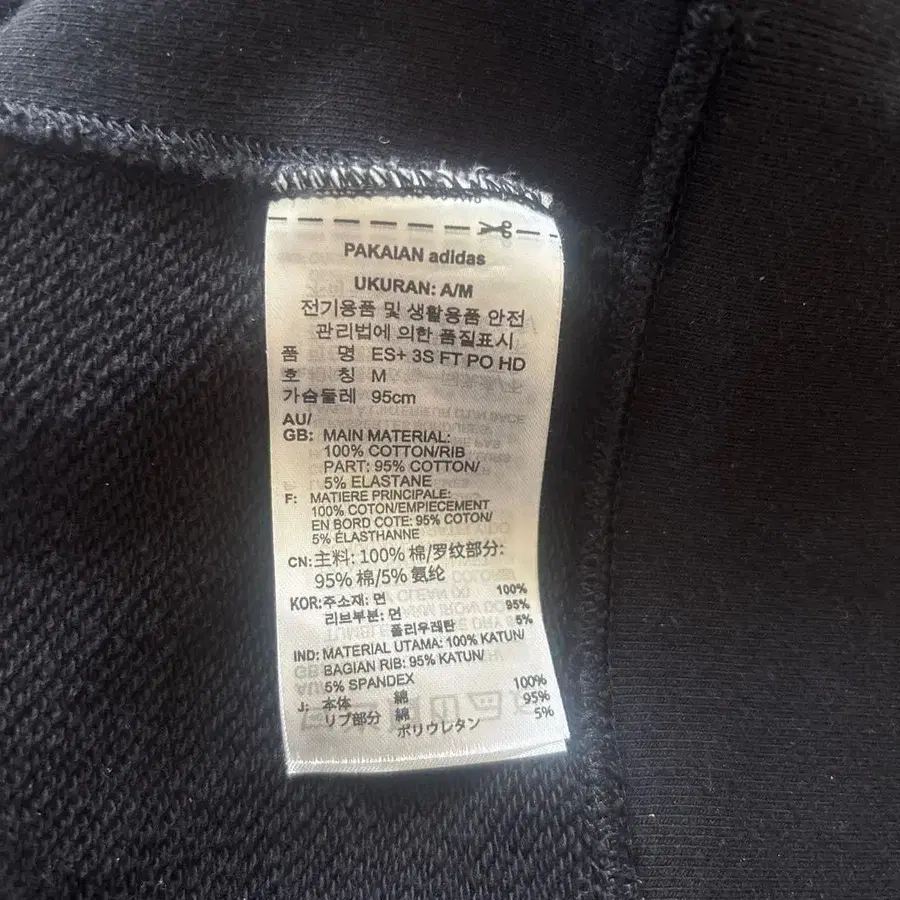 PAKAIAN adidas
UKURAN: A/M
전기용품 및 생활용품 안전
관리법에 의한 품질표시
품 명 ES+ 3S FT PO HD
호 칭 M
가슴둘레 95cm
AU/
GB: MAIN MATERIAL:
100% COTTON/RIB
PART: 95% COTTON/
5% ELASTANE
F: MATIERE PRINCIPALE:
100% COTON/EMPIECEMENT
EN BORD COTE: 95% COTON/
5% ÉLASTHANNE
CN: 主料: 100% 棉/罗纹部分:
95% 棉/5% 氨纶
KOR: 주소재: 면 100%
리브부분: 면 95%
폴리우레탄 5%
IND: MATERIAL UTAMA: 100% KATUN/
BAGIAN RIB: 95% KATUN/
5% SPANDEX
J: 本体 綿 100%
リブ部分 綿 95%
ポリウレタン 5%